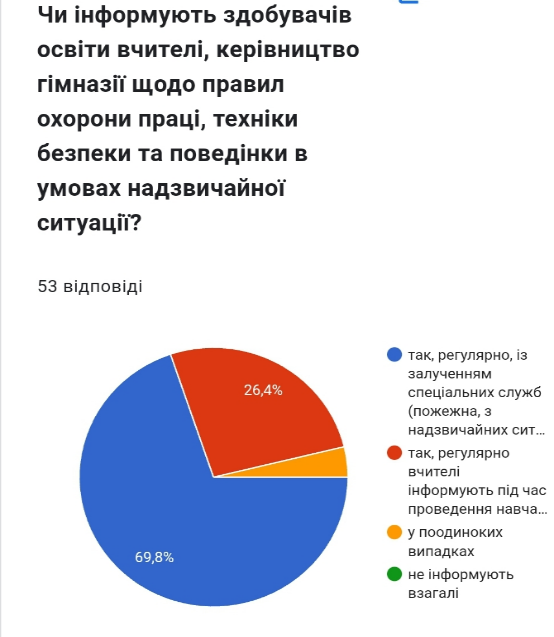 Чи інформують здобувачів
освіти вчителі, керівництво
гімназії щодо правил
охорони праці, техніки
безпеки та поведінки в
умовах надзвичайної
ситуації?
53 відповіді
26,4%
69,8%
так, регулярно, із
залученням
спеціальних служб
(пожежна, з
надзвичайних сит...
так, регулярно
вчителі
інформують під час
проведення навча...
у поодиноких
випадках
не інформують
взагалі